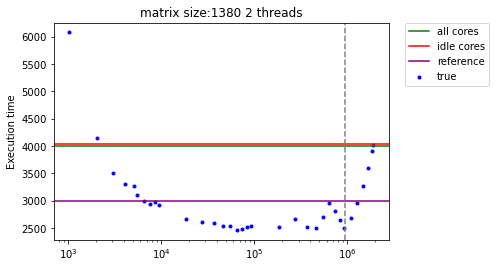 matrix size:1380 2 threads
all cores
idle cores
reference
true
Execution time
6000
5500
5000
4500
4000
3500
3000
2500
10³
10⁴
10⁵
10⁶